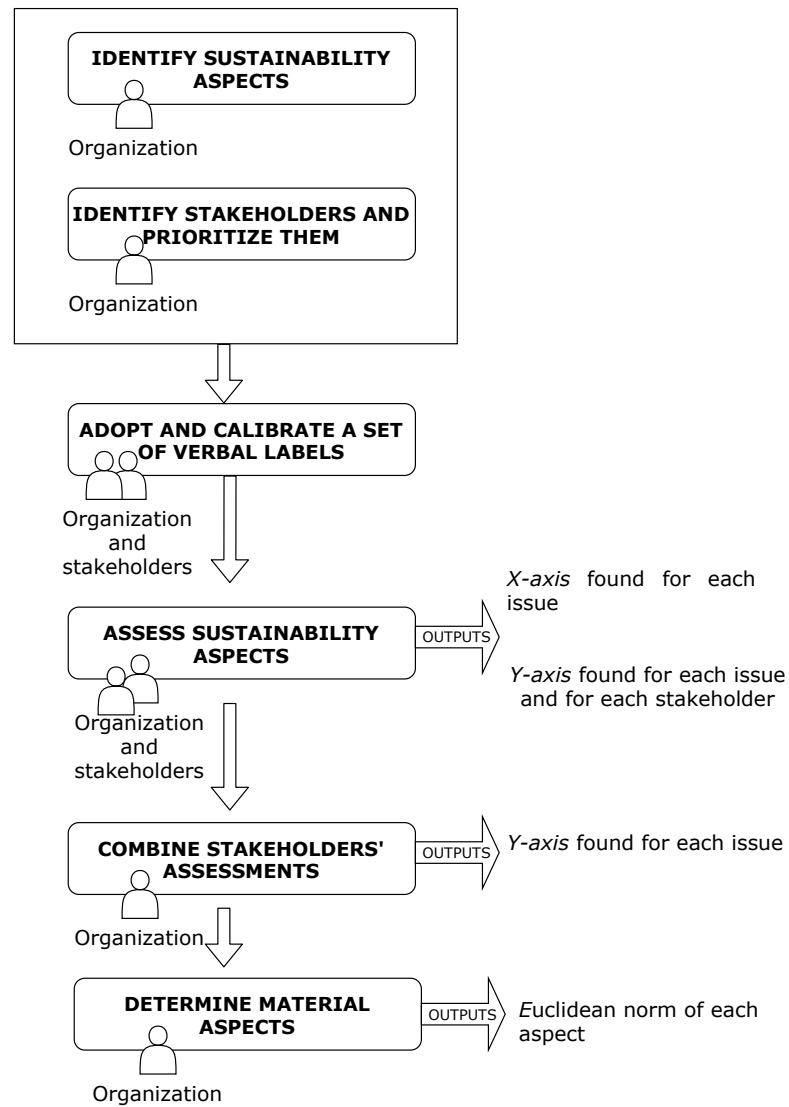 IDENTIFY SUSTAINABILITY
ASPECTS
Organization
IDENTIFY STAKEHOLDERS AND
PRIORITIZE THEM
Organization
ADOPT AND CALIBRATE A SET
OF VERBAL LABELS
Organization
and
stakeholders
ASSESS SUSTAINABILITY
ASPECTS
OUTPUTS
X-axis found for each
issue
Y-axis found for each issue
and for each stakeholder
Organization
and
stakeholders
COMBINE STAKEHOLDERS'
ASSESSMENTS
OUTPUTS
Y-axis found for each issue
Organization
DETERMINE MATERIAL
ASPECTS
OUTPUTS
Euclidean norm of each
aspect
Organization